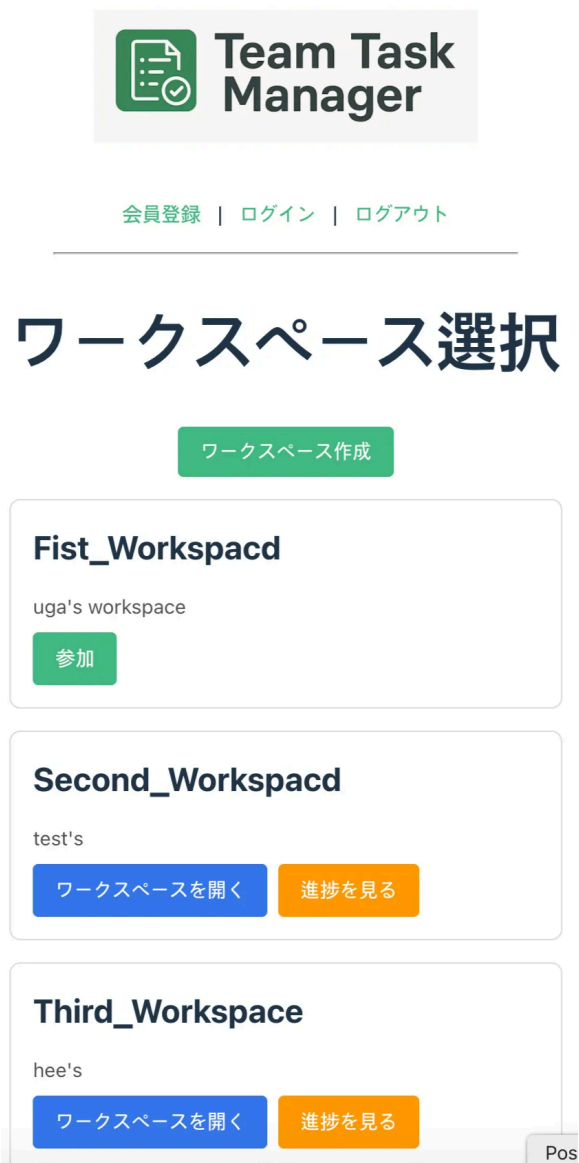 Team Task
Manager
会員登録 | ログイン | ログアウト
ワークスペース選択
ワークスペース作成
Fist_Workspacd
uga's workspace
参加
Second_Workspacd
test's
ワークスペースを開く 進捗を見る
Third_Workspace
hee's
ワークスペースを開く 進捗を見る
Pos